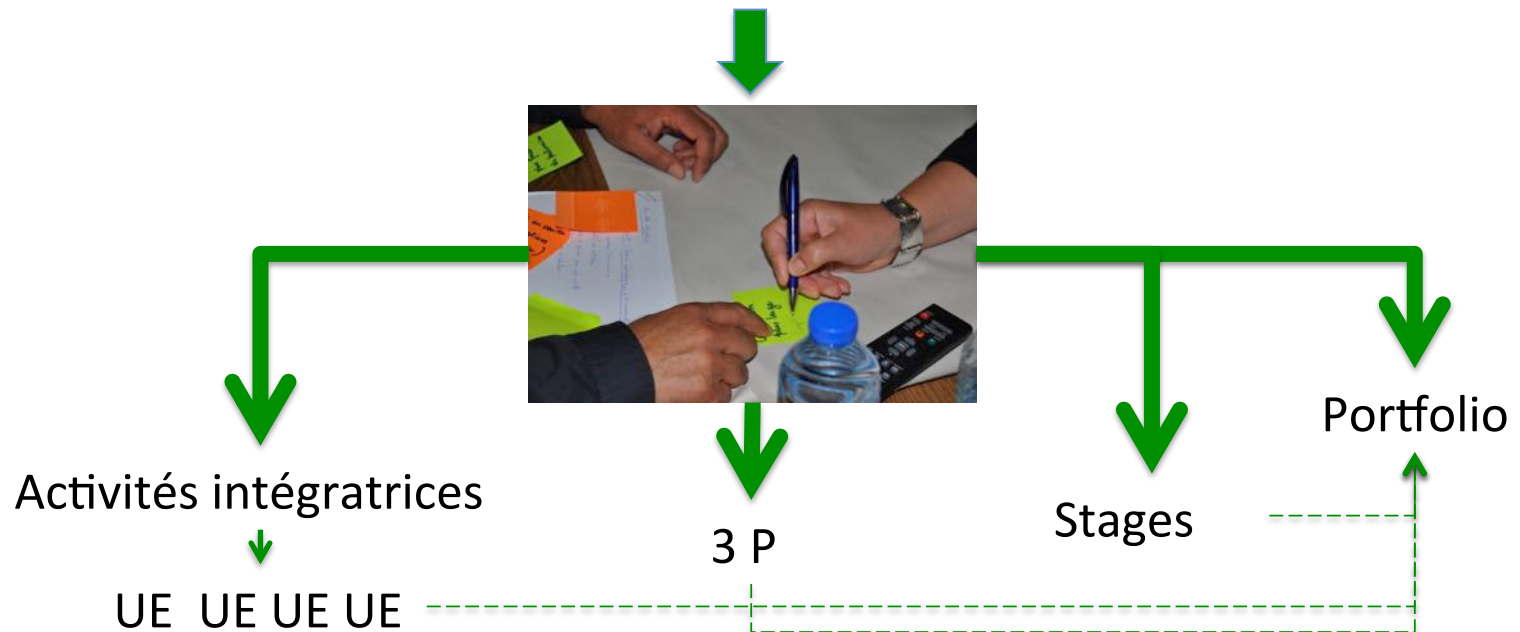 Portfolio
Activités intégratrices
Stages
3 P
UE UE UE UE